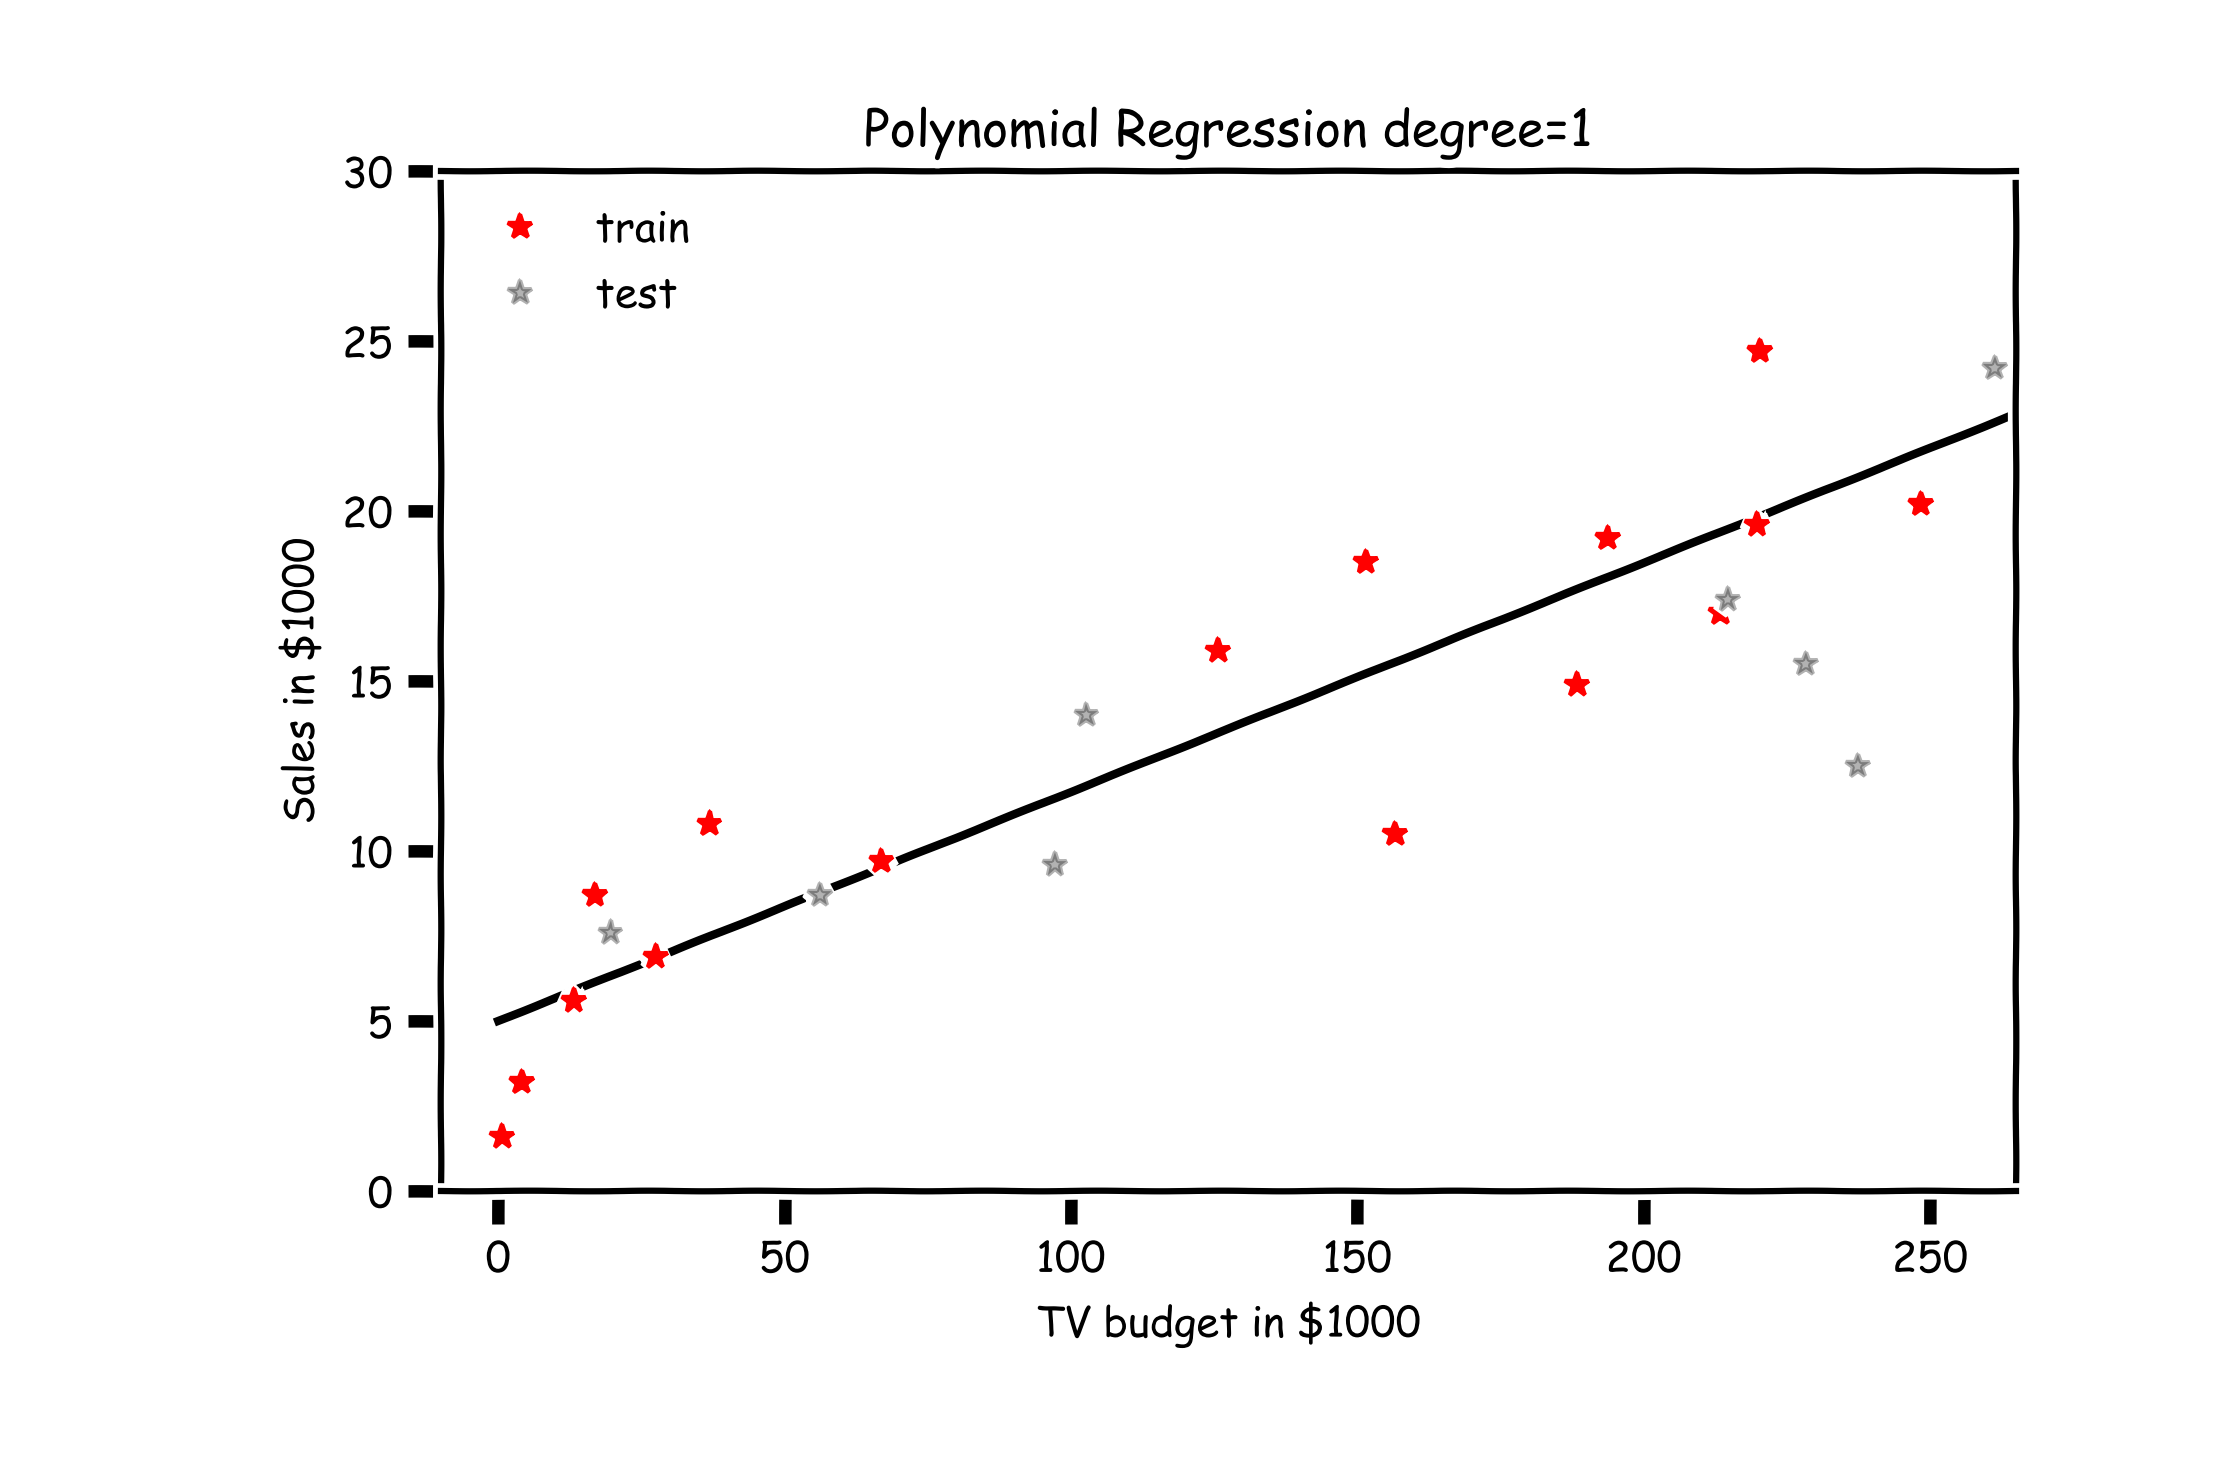 Polynomial Regression degree=1
30
25
20
15
10
5
0
train
test
Sales in $1000
0 50 100 150 200 250
TV budget in $1000